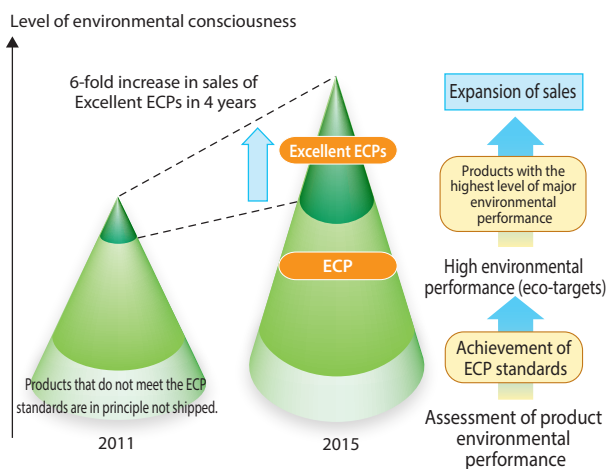 Level of environmental consciousness
6-fold increase in sales of
Excellent ECPs in 4 years
Excellent ECPs
ECP
Products that do not meet the ECP
standards are in principle not shipped.
2011
2015
Expansion of sales
Products with the
highest level of major
environmental
performance
High environmental
performance (eco-targets)
Achievement of
ECP standards
Assessment of product
environmental
performance